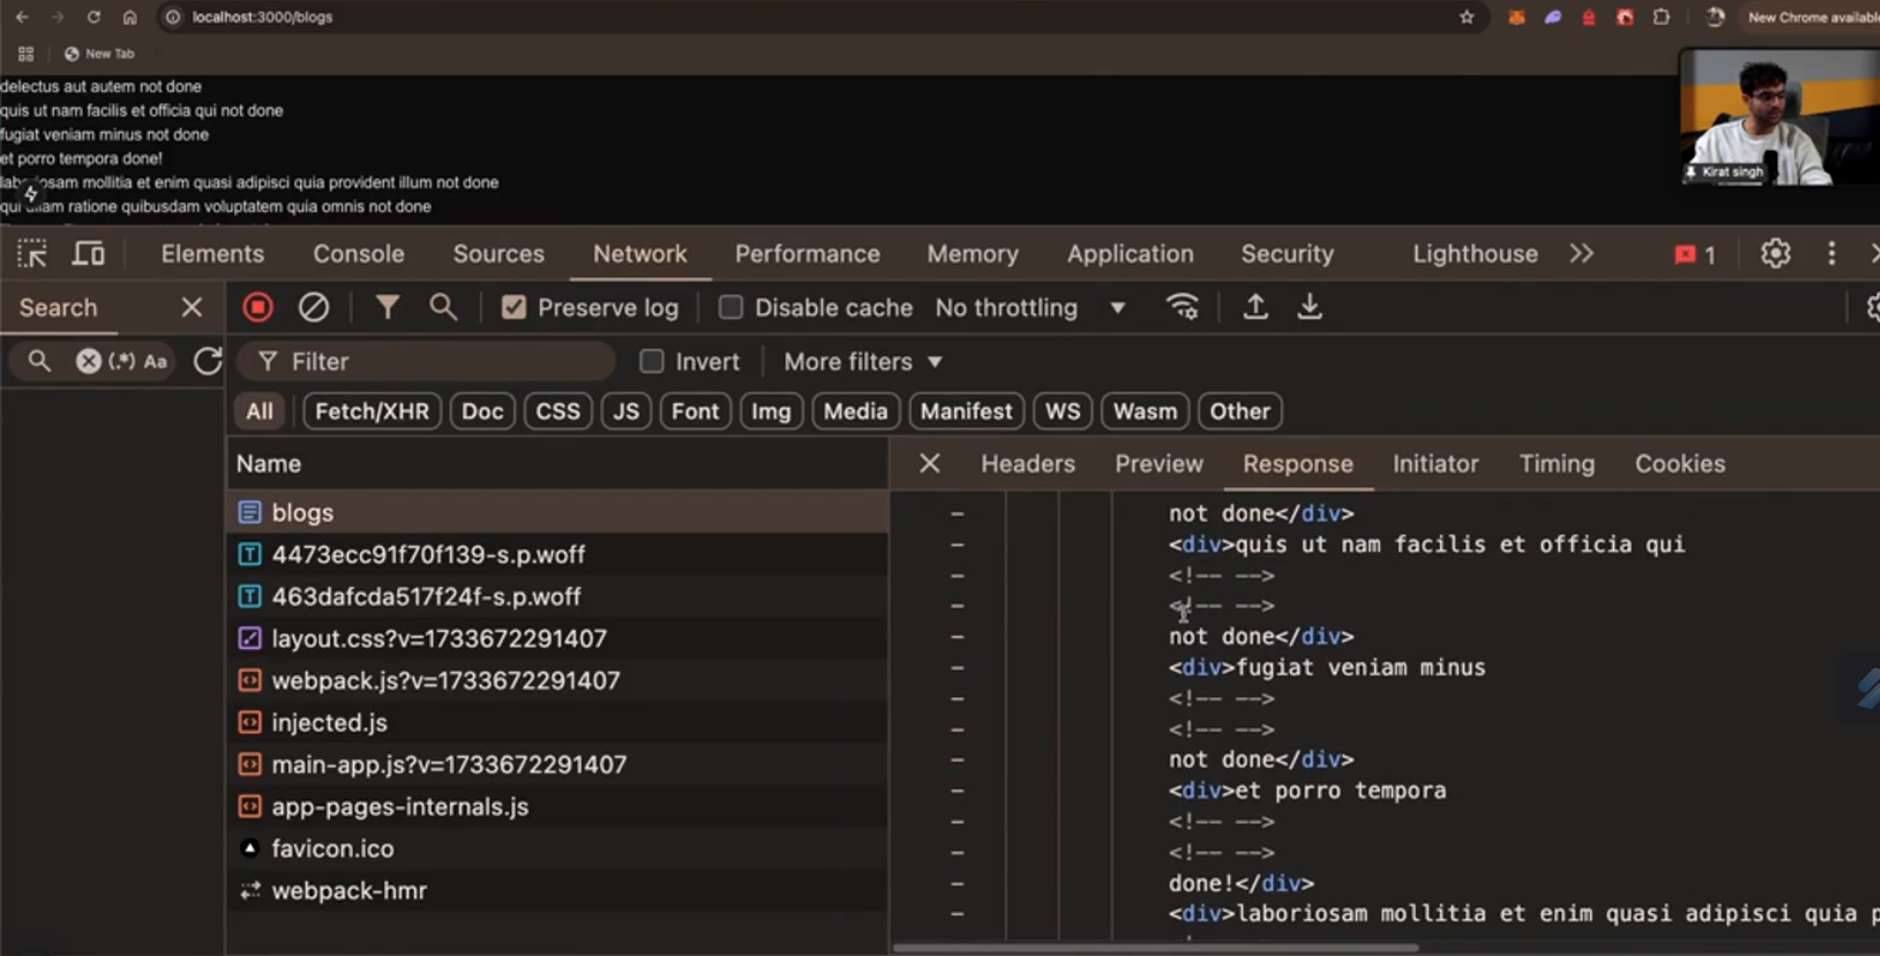 localhost:3000/blogs
New Chrome available
New Tab
delectus aut autem not done
quis ut nam facilis et officia qui not done
fugiat veniam minus not done
et porro tempora done!
mollitia et enim quasi adipisci quia provident illum not done
qui ullam ratione quibusdam voluptatem quia omnis not done
Kirat singh
Elements Console Sources Network Performance Memory Application Security Lighthouse 1
Search
Preserve log Disable cache No throttling
(.*) Aa
Filter Invert More filters
All Fetch/XHR Doc CSS JS Font Img Media Manifest WS Wasm Other
Name
Headers Preview Response Initiator Timing Cookies
blogs
4473ecc91f70f139-s.p.woff
463dafcda517f24f-s.p.woff
layout.css?v=1733672291407
webpack.js?v=1733672291407
injected.js
main-app.js?v=1733672291407
app-pages-internals.js
favicon.ico
webpack-hmr
not done</div>
<div>quis ut nam facilis et officia qui
<!-- -->
<!-- -->
not done</div>
<div>fugiat veniam minus
<!-- -->
<!-- -->
not done</div>
<div>et porro tempora
<!-- -->
<!-- -->
done!</div>
<div>laboriosam mollitia et enim quasi adipisci quia p